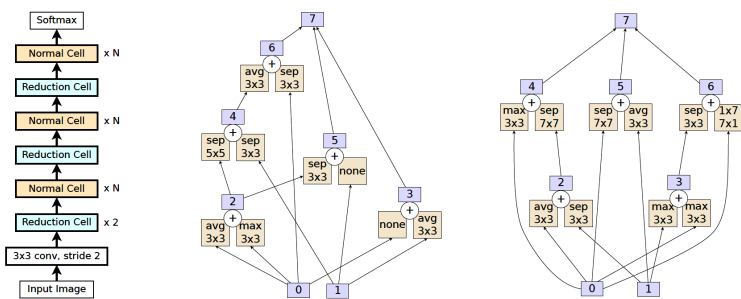 Softmax
Normal Cell x N
Reduction Cell
Normal Cell x N
Reduction Cell
Normal Cell x N
Reduction Cell x 2
3x3 conv, stride 2
Input Image
7
6
+
avg 3x3
sep 3x3
4
+
sep 5x5
sep 3x3
5
+
sep 3x3
none
2
+
avg 3x3
max 3x3
3
+
none
avg 3x3
0
1
7
4
+
max 3x3
sep 7x7
5
+
sep 7x7
avg 3x3
6
+
sep 3x3
1x7 7x1
2
+
avg 3x3
sep 3x3
3
+
max 3x3
max 3x3
0
1